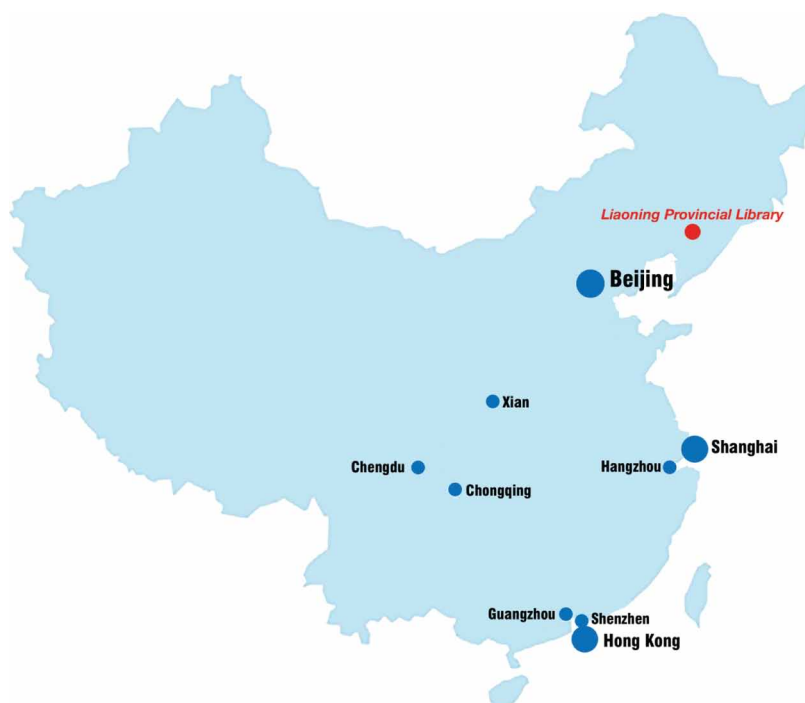 Liaoning Provincial Library
Beijing
Xian
Shanghai
Chengdu
Hangzhou
Chongqing
Guangzhou
Shenzhen
Hong Kong